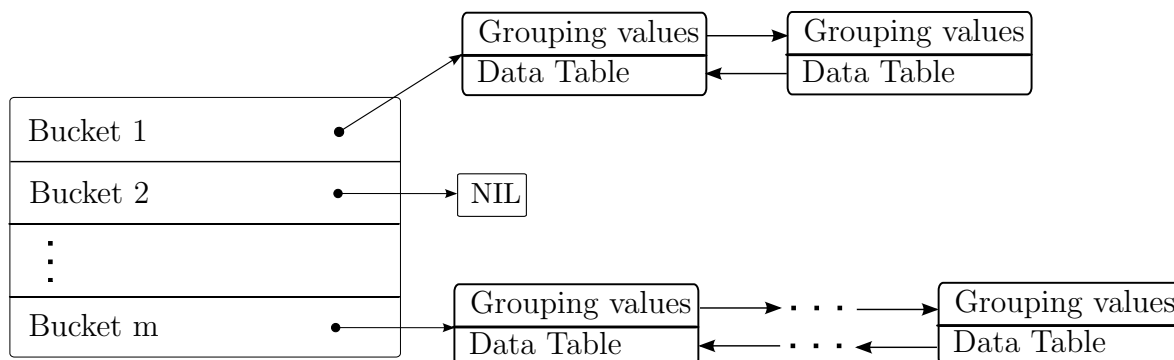 Grouping values
Data Table
Grouping values
Data Table
Bucket 1
Bucket 2
NIL
Bucket m
Grouping values
Data Table
Grouping values
Data Table